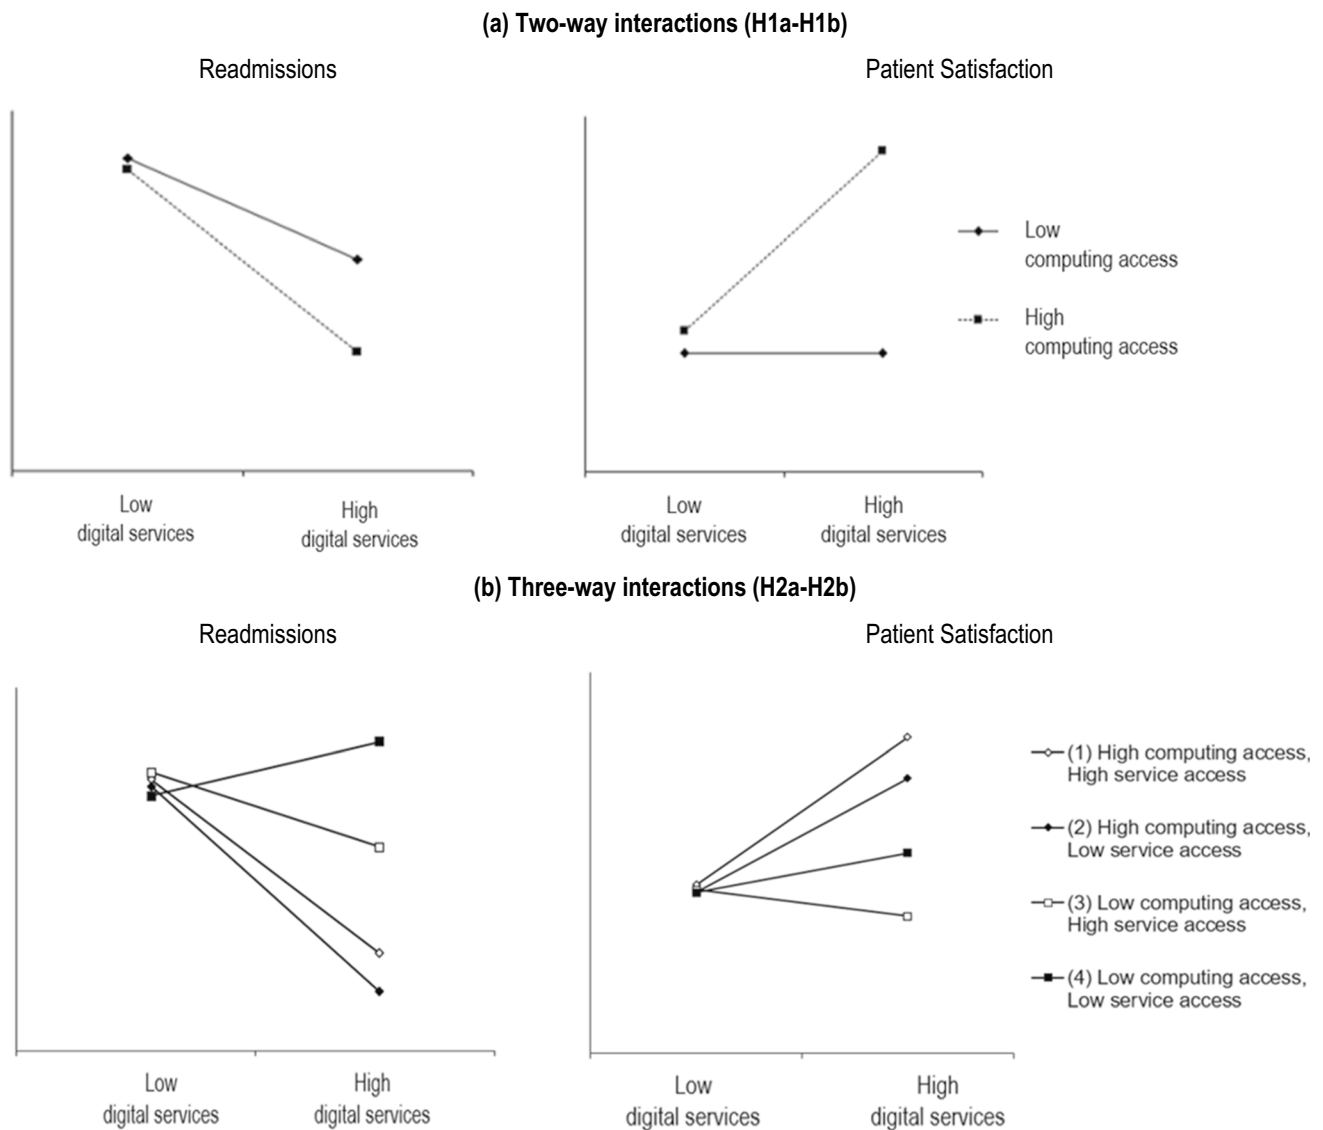 (a) Two-way interactions (H1a-H1b)
Readmissions
Patient Satisfaction
Low
computing access
High
computing access
Low
digital services
High
digital services
Low
digital services
High
digital services
(b) Three-way interactions (H2a-H2b)
Readmissions
Patient Satisfaction
(1) High computing access,
High service access
(2) High computing access,
Low service access
(3) Low computing access,
High service access
(4) Low computing access,
Low service access
Low
digital services
High
digital services
Low
digital services
High
digital services